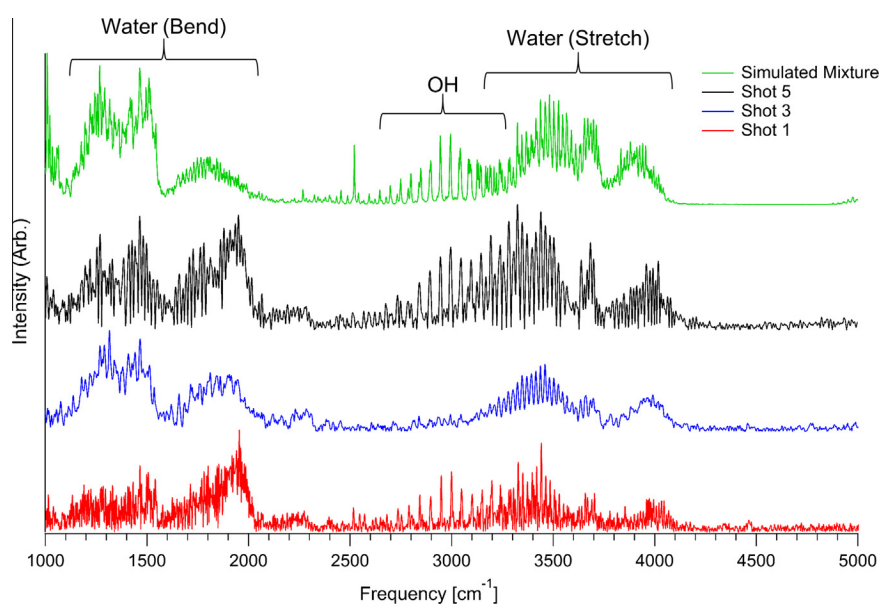 Water (Bend)
Water (Stretch)
OH
Simulated Mixture
Shot 5
Shot 3
Shot 1
Intensity (Arb.)
1000 1500 2000 2500 3000 3500 4000 4500 5000
Frequency [cm-1]